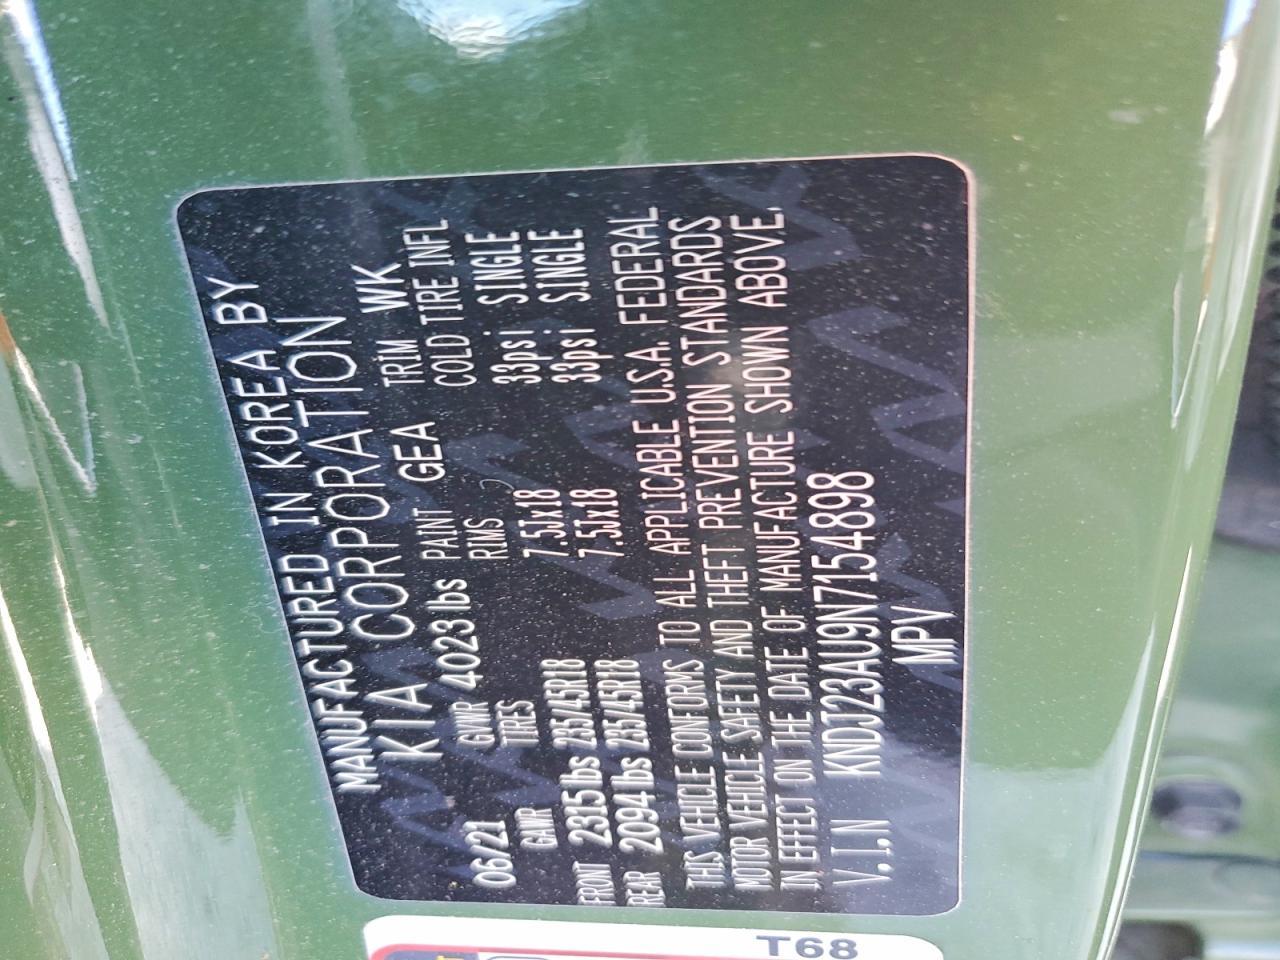 MANUFACTURED IN KOREA BY
KIA CORPORATION
06/21 GVWR 4023 lbs PAINT GEA TRIM WK
GAWR TIRES RIMS COLD TIRE INFL
FRONT 2315 lbs 235/45R18 7.5Jx18 33psi SINGLE
REAR 2094 lbs 235/45R18 7.5Jx18 33psi SINGLE
THIS VEHICLE CONFORMS TO ALL APPLICABLE U.S.A. FEDERAL
MOTOR VEHICLE SAFETY AND THEFT PREVENTION STANDARDS
IN EFFECT ON THE DATE OF MANUFACTURE SHOWN ABOVE.
V.I.N KNDJ23AU9N7154898
MPV
T68